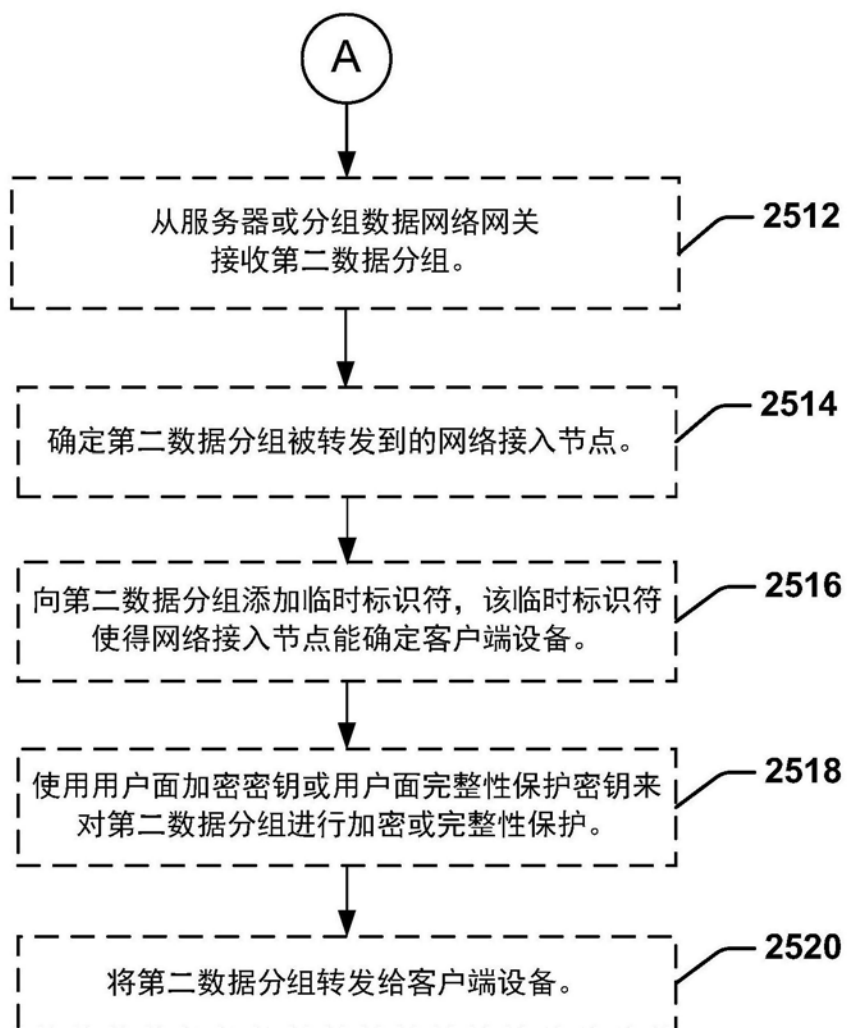 A
从服务器或分组数据网络网关
接收第二数据分组。
2512
确定第二数据分组被转发到的网络接入节点。
2514
向第二数据分组添加临时标识符，该临时标识符
使得网络接入节点能确定客户端设备。
2516
使用用户面加密密钥或用户面完整性保护密钥来
对第二数据分组进行加密或完整性保护。
2518
将第二数据分组转发给客户端设备。
2520